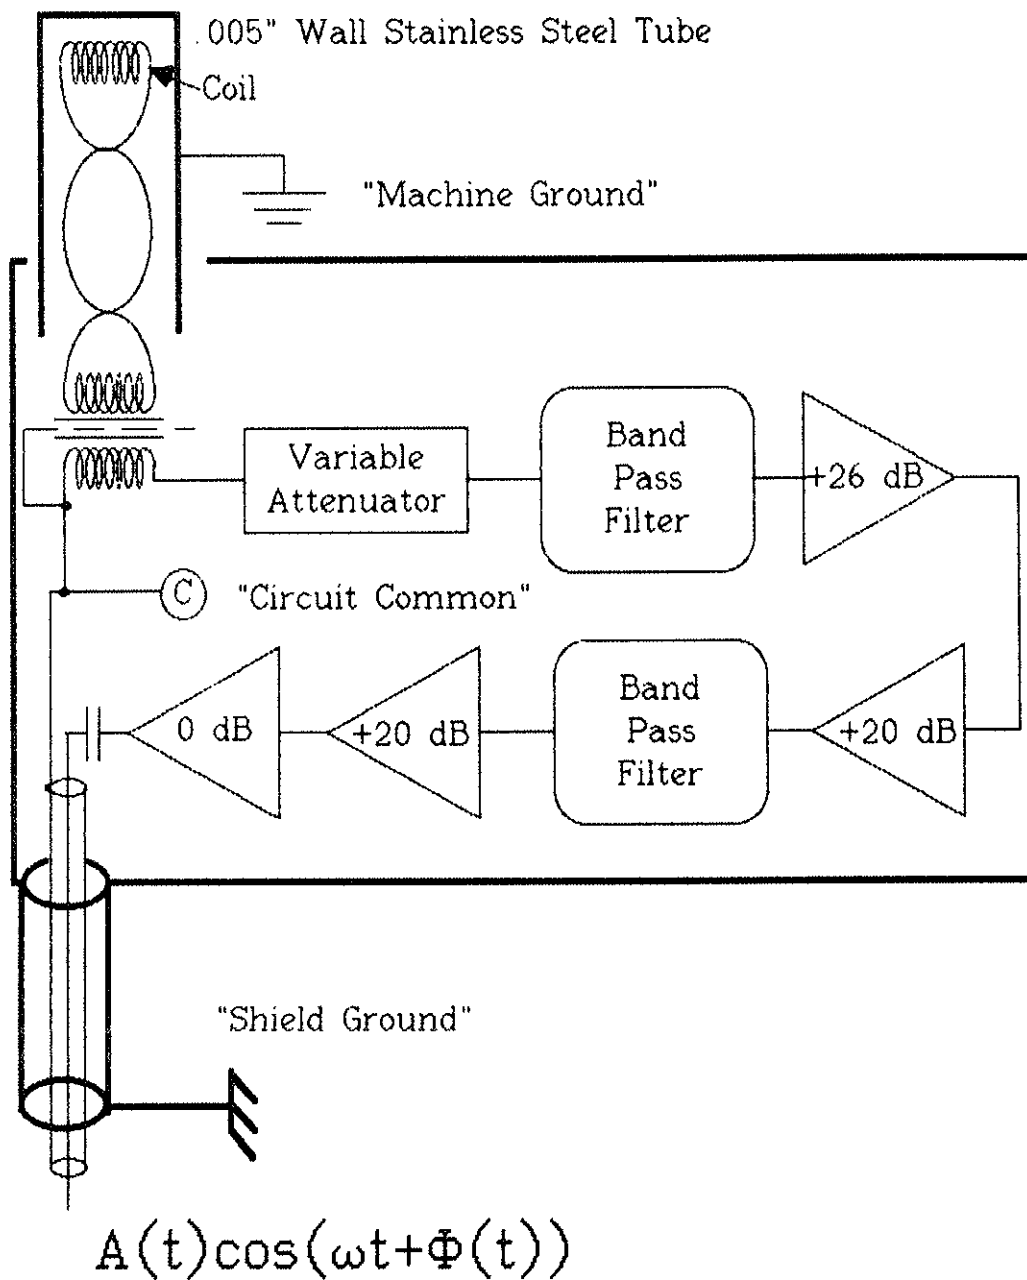 .005" Wall Stainless Steel Tube
Coil
"Machine Ground"
Variable
Attenuator
Band
Pass
Filter
+26 dB
C
"Circuit Common"
0 dB
+20 dB
Band
Pass
Filter
+20 dB
"Shield Ground"
A(t)cos(ωt+Φ(t))